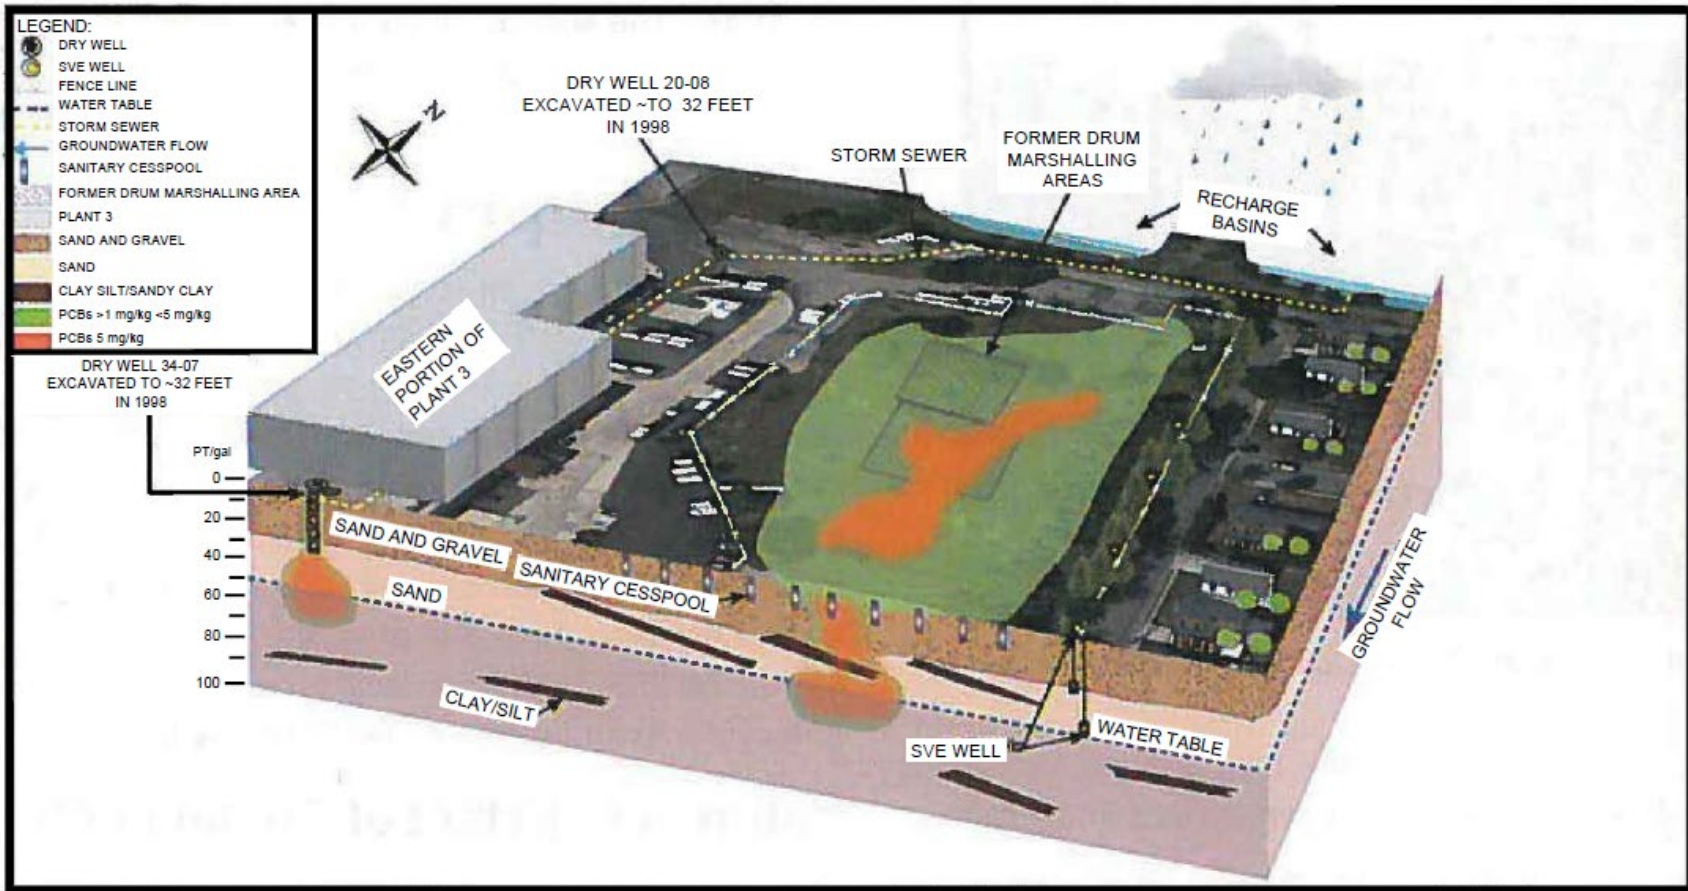 LEGEND:
DRY WELL
SVE WELL
FENCE LINE
WATER TABLE
STORM SEWER
GROUNDWATER FLOW
SANITARY CESSPOOL
FORMER DRUM MARSHALLING AREA
PLANT 3
SAND AND GRAVEL
SAND
CLAY SILT/SANDY CLAY
PCBs >1 mg/kg <5 mg/kg
PCBs 5 mg/kg
N
DRY WELL 20-08
EXCAVATED ~TO 32 FEET
IN 1998
STORM SEWER
FORMER DRUM
MARSHALLING
AREAS
RECHARGE
BASINS
EASTERN
PORTION OF
PLANT 3
DRY WELL 34-07
EXCAVATED TO ~32 FEET
IN 1998
PT/gal
0
20
40
60
80
100
SAND AND GRAVEL
SANITARY CESSPOOL
SAND
CLAY/SILT
SVE WELL
WATER TABLE
GROUNDWATER
FLOW